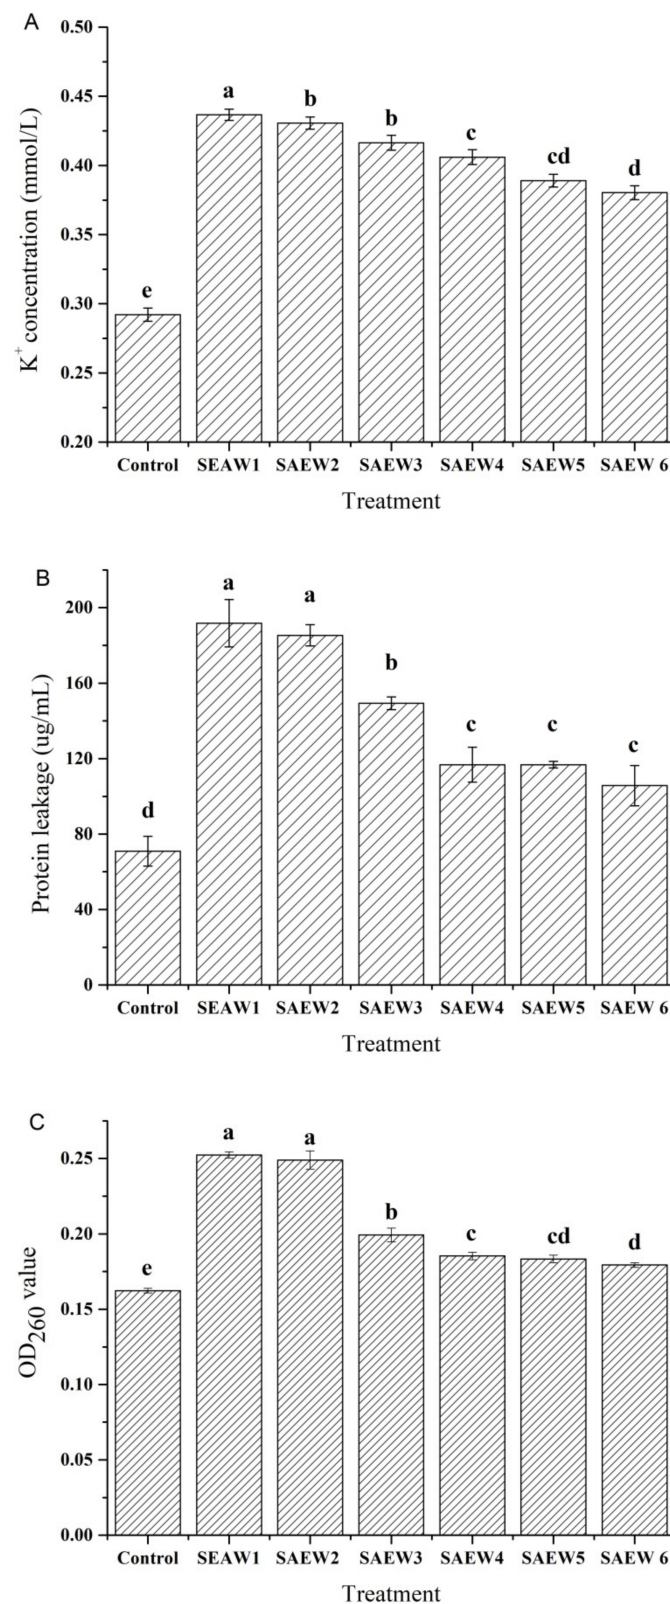 A
K+ concentration (mmol/L)
0.50
0.45
0.40
0.35
0.30
0.25
0.20
e
a
b
b
c
cd
d
Control SEAW1 SAEW2 SAEW3 SAEW4 SAEW5 SAEW 6
Treatment
B
Protein leakage (ug/mL)
200
160
120
80
40
0
d
a
a
b
c
c
c
Control SEAW1 SAEW2 SAEW3 SAEW4 SAEW5 SAEW 6
Treatment
C
OD260 value
0.25
0.20
0.15
0.10
0.05
0.00
e
a
a
b
c
cd
d
Control SEAW1 SAEW2 SAEW3 SAEW4 SAEW5 SAEW 6
Treatment